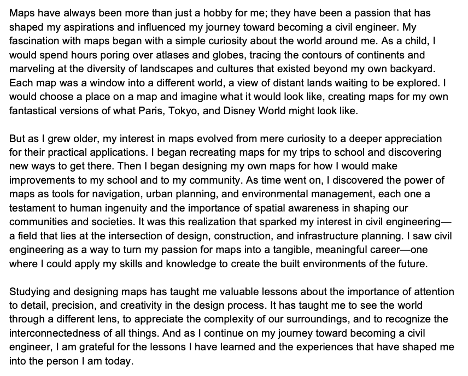 Maps have always been more than just a hobby for me; they have been a passion that has
shaped my aspirations and influenced my journey toward becoming a civil engineer. My
fascination with maps began with a simple curiosity about the world around me. As a child, I
would spend hours poring over atlases and globes, tracing the contours of continents and
marveling at the diversity of landscapes and cultures that existed beyond my own backyard.
Each map was a window into a different world, a view of distant lands waiting to be explored. I
would choose a place on a map and imagine what it would look like, creating maps for my own
fantastical versions of what Paris, Tokyo, and Disney World might look like.

But as I grew older, my interest in maps evolved from mere curiosity to a deeper appreciation
for their practical applications. I began recreating maps for my trips to school and discovering
new ways to get there. Then I began designing my own maps for how I would make
improvements to my school and to my community. As time went on, I discovered the power of
maps as tools for navigation, urban planning, and environmental management, each one a
testament to human ingenuity and the importance of spatial awareness in shaping our
communities and societies. It was this realization that sparked my interest in civil engineering—
a field that lies at the intersection of design, construction, and infrastructure planning. I saw civil
engineering as a way to turn my passion for maps into a tangible, meaningful career—one
where I could apply my skills and knowledge to create the built environments of the future.

Studying and designing maps has taught me valuable lessons about the importance of attention
to detail, precision, and creativity in the design process. It has taught me to see the world
through a different lens, to appreciate the complexity of our surroundings, and to recognize the
interconnectedness of all things. And as I continue on my journey toward becoming a civil
engineer, I am grateful for the lessons I have learned and the experiences that have shaped me
into the person I am today.